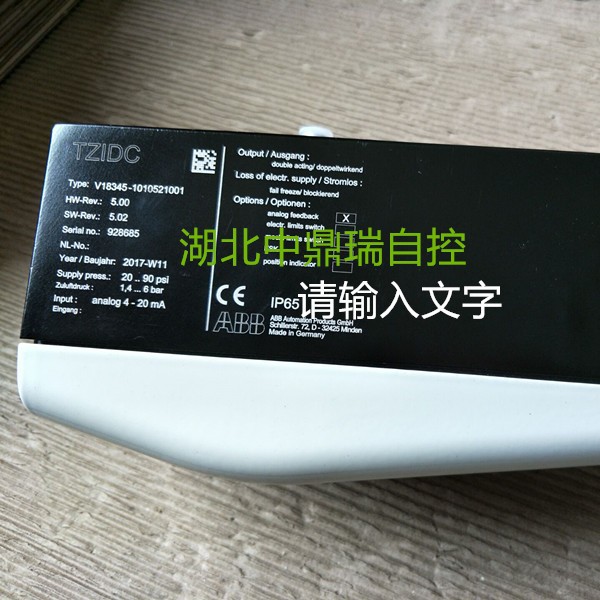 TZIDC
Type: V18345-1010521001
HW-Rev.: 5.00
SW-Rev.: 5.02
Serial no.: 928685
NL-No.:
Year / Baujahr: 2017-W11
Supply press.: 20 .. 90 psi
Zuluftdruck: 1,4 ... 6 bar
Input : analog 4 - 20 mA
Eingang :
Output / Ausgang :
double acting/ doppeltwirkend
Loss of electr. supply / Stromlos :
fail freeze/ blockierend
Options / Optionen :
analog feedback X
electr. limits switch
switch
position indicator
湖北中鼎瑞自控
请输入文字
CE IP65
ABB
ABB Automation Products GmbH
Schillerstr. 72, D - 32425 Minden
Made in Germany